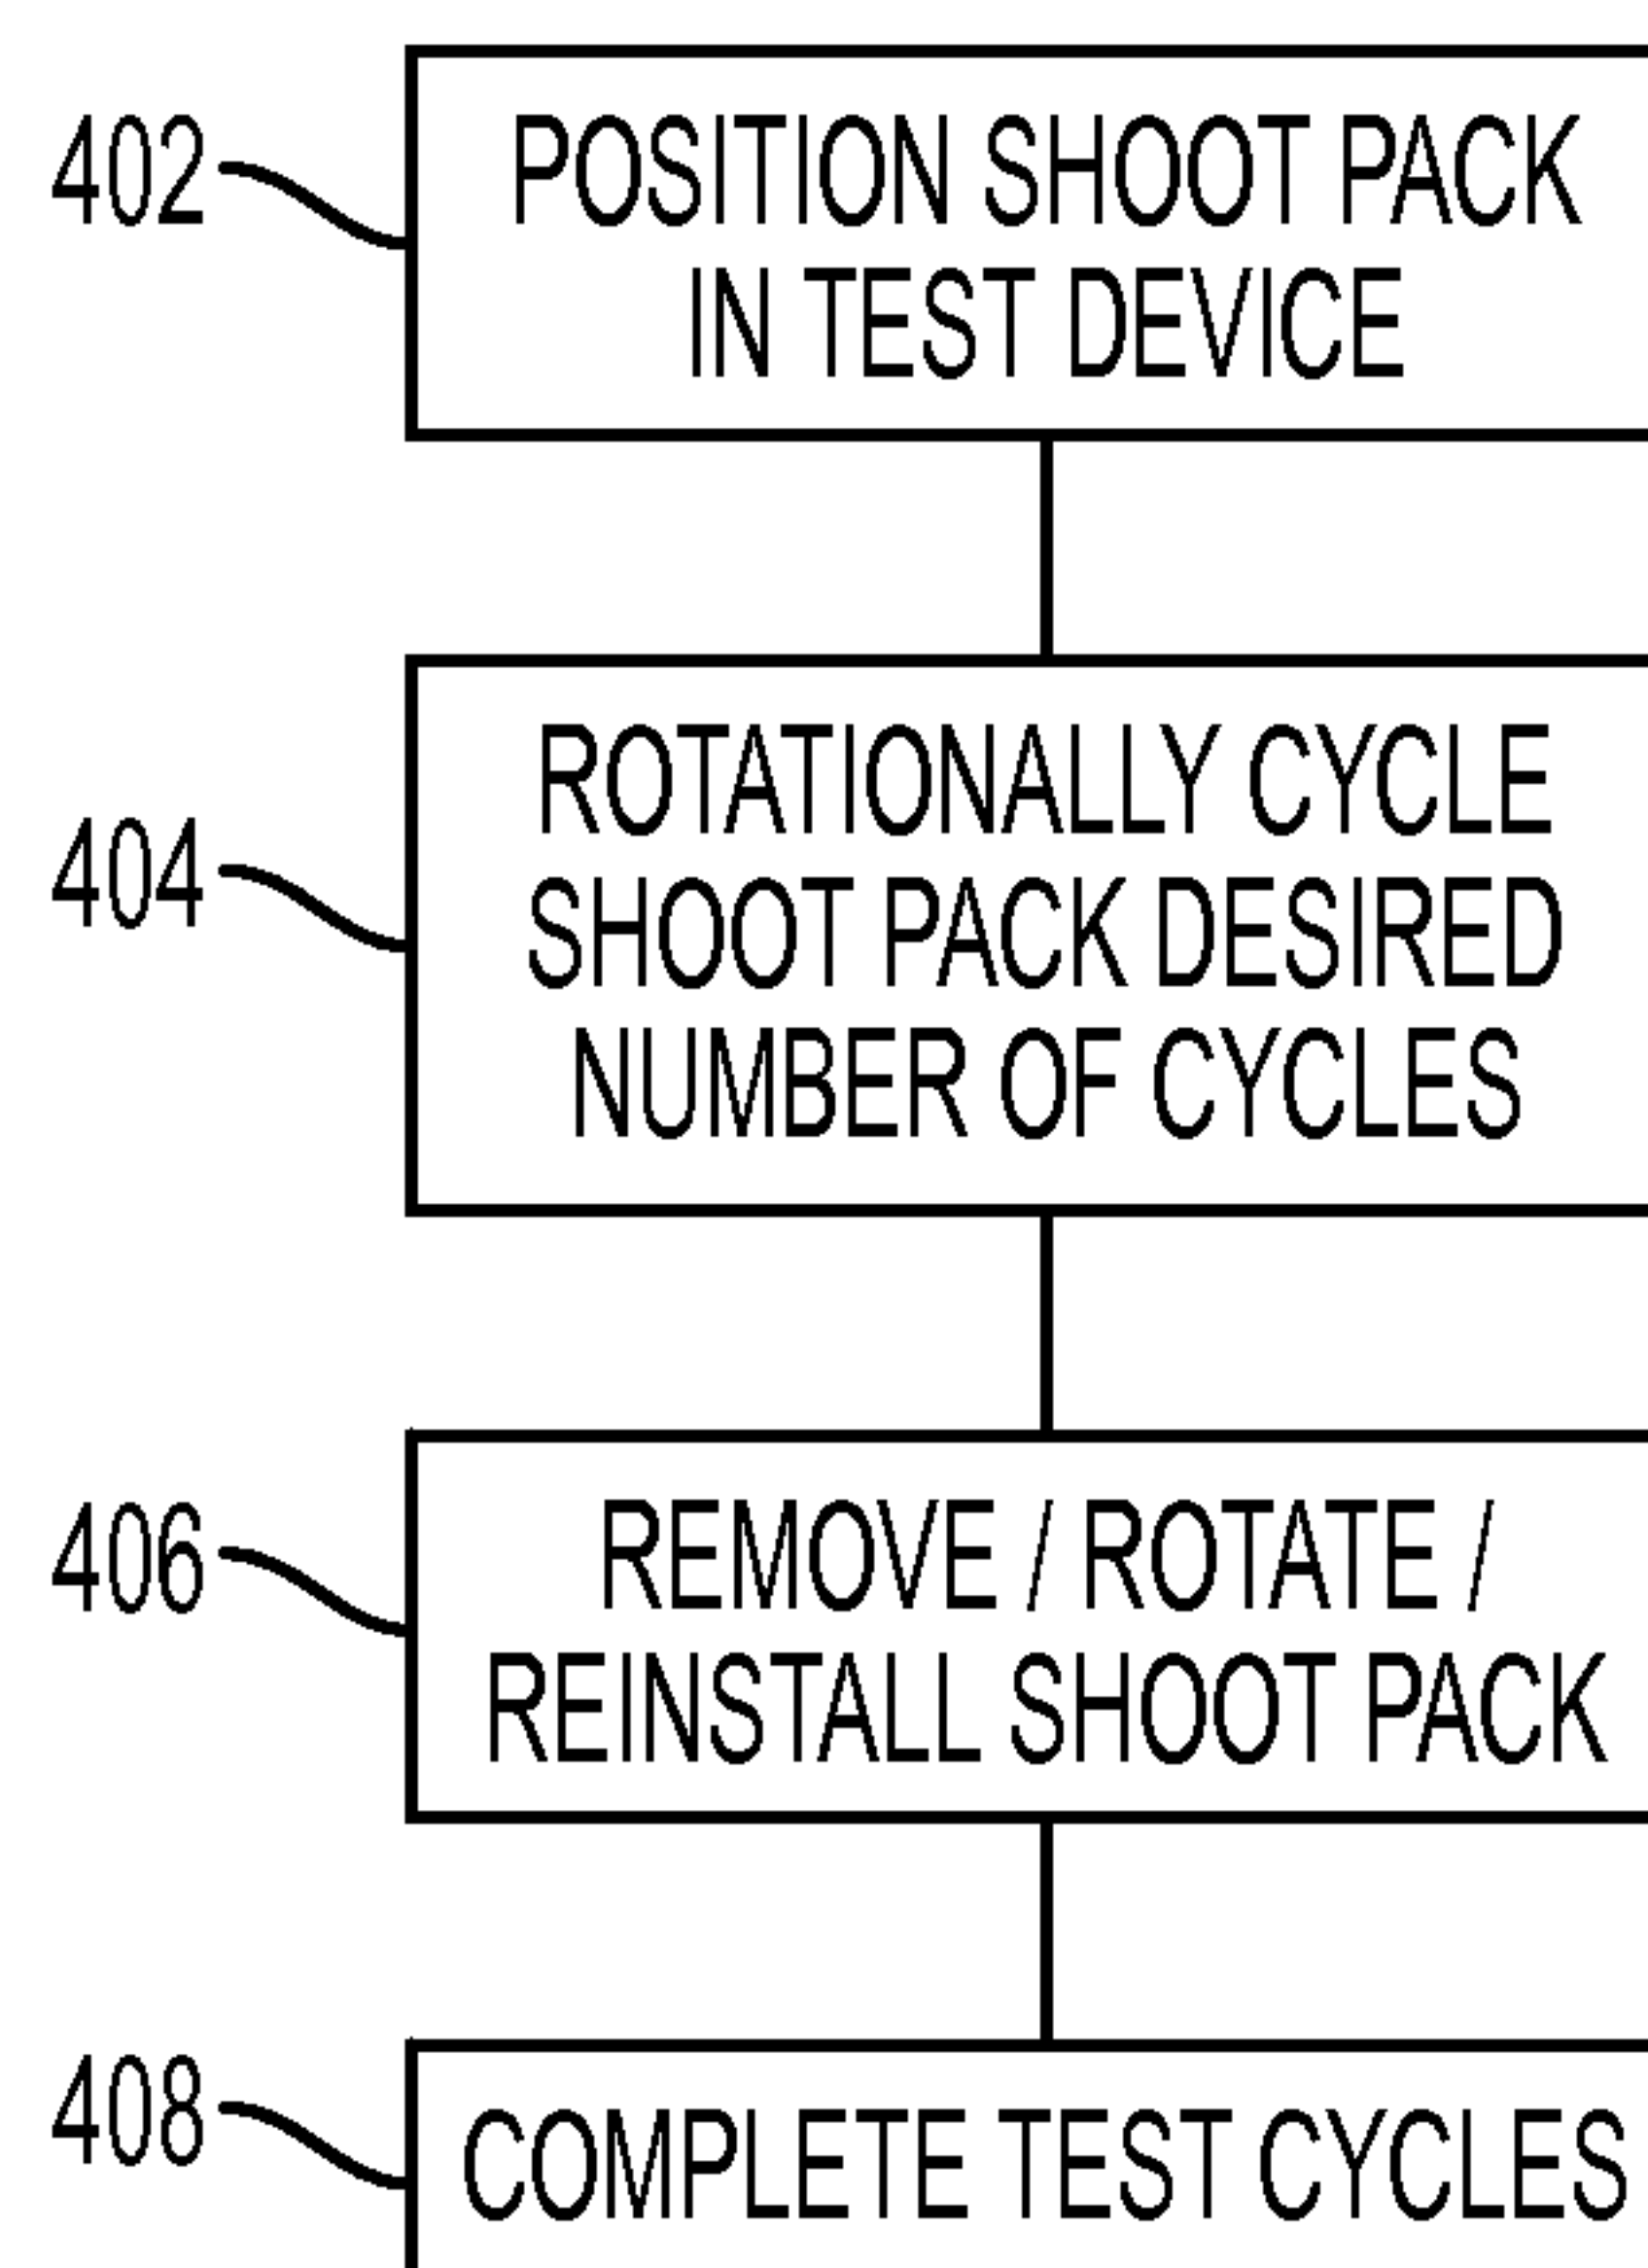 402
POSITION SHOOT PACK
IN TEST DEVICE
404
ROTATIONALLY CYCLE
SHOOT PACK DESIRED
NUMBER OF CYCLES
406
REMOVE / ROTATE /
REINSTALL SHOOT PACK
408
COMPLETE TEST CYCLES